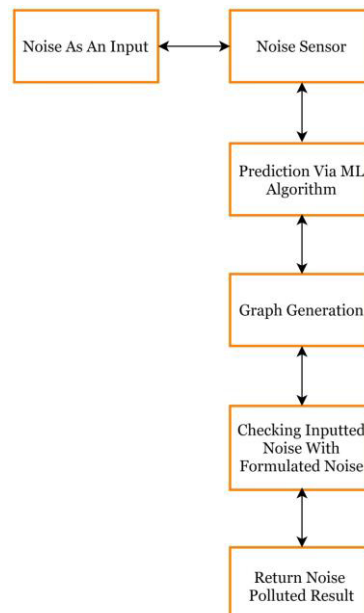 Noise As An Input
Noise Sensor
Prediction Via ML
Algorithm
Graph Generation
Checking Inputted
Noise With
Formulated Noise
Return Noise
Polluted Result